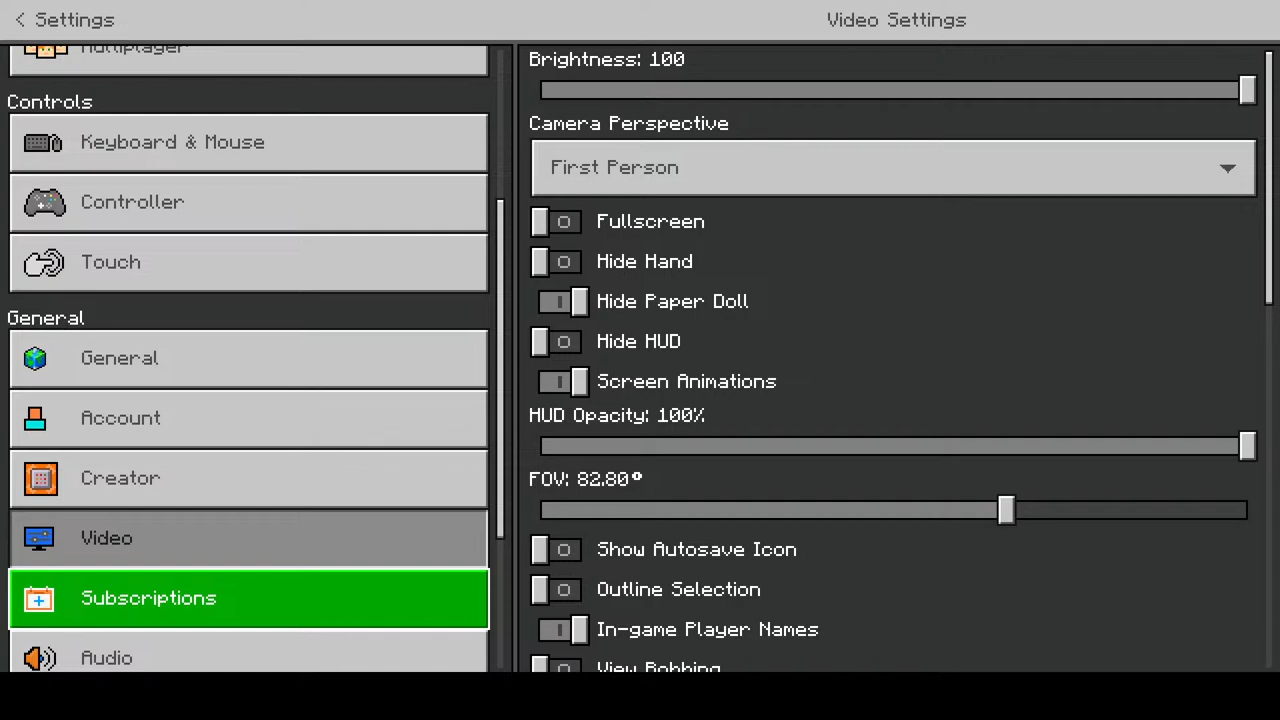 Settings
Video Settings
Multiplayer
Controls
Keyboard & Mouse
Controller
Touch
General
General
Account
Creator
Video
Subscriptions
Audio
Brightness: 100
Camera Perspective
First Person
Fullscreen
Hide Hand
Hide Paper Doll
Hide HUD
Screen Animations
HUD Opacity: 100%
FOV: 82.80°
Show Autosave Icon
Outline Selection
In-game Player Names
View Bobbing